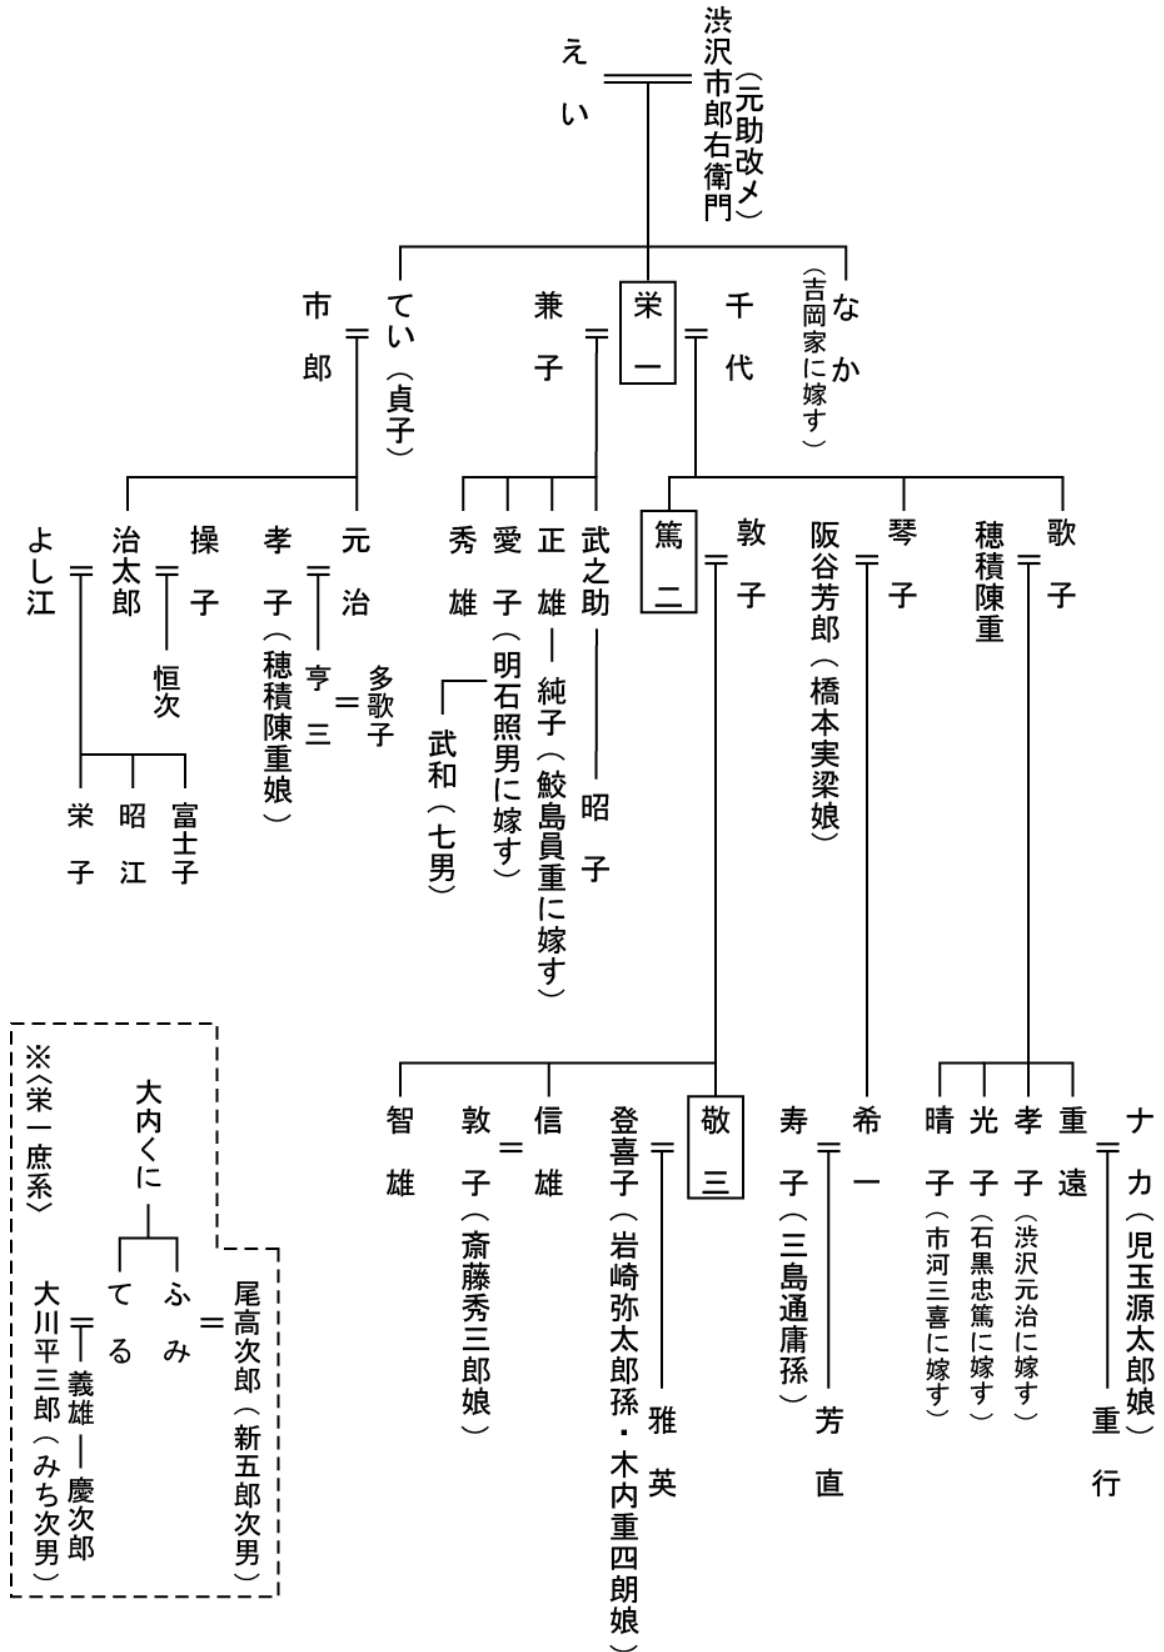 渋沢市郎右衛門
（元助改メ）
えい
なか
（吉岡家に嫁す）
千代
栄一
兼子
てい（貞子）
市郎
歌子
穂積陳重
琴子
阪谷芳郎（橋本実梁娘）
敦子
篤二
武之助
正雄
愛子（明石照男に嫁す）
秀雄
昭子
純子（鮫島員重に嫁す）
武和（七男）
元治
孝子（穂積陳重娘）
多歌子
亨三
操子
治太郎
よし江
恒次
富士子
昭江
栄子
ナカ（児玉源太郎娘）
重遠
孝子（渋沢元治に嫁す）
光子（石黒忠篤に嫁す）
晴子（市河三喜に嫁す）
重行
希一
寿子（三島通庸孫）
芳直
敬三
登喜子（岩崎弥太郎孫・木内重四朗娘）
雅英
信雄
敦子（斎藤秀三郎娘）
智雄
※〈栄一庶系〉
大内くに
尾高次郎（新五郎次男）
ふみ
てる
大川平三郎（みち次男）
義雄
慶次郎